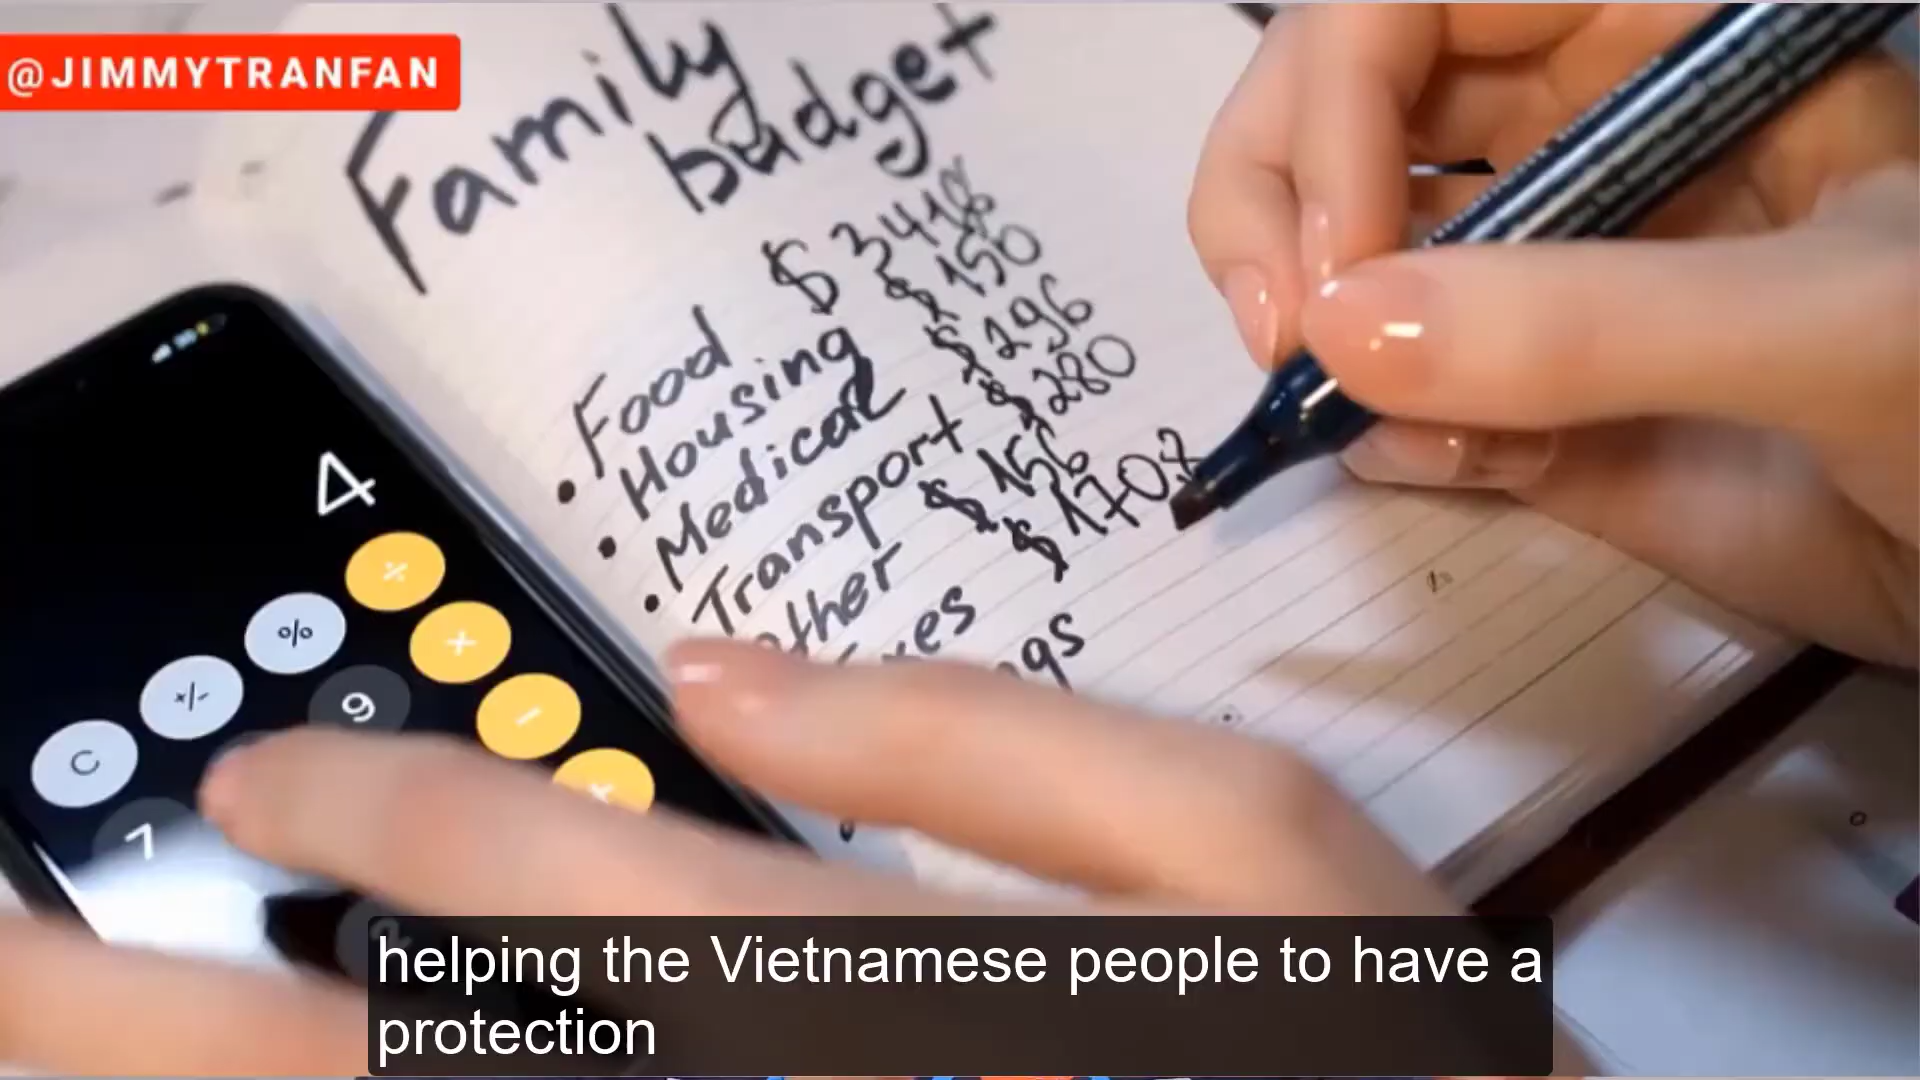 @JIMMYTRANFAN
Family
budget
• Food $ 3418
• Housing $ 150
• Medical $ 296
Transport $ 280
other $ 156
$ 1708
4
÷
%
×
+/-
9
−
C
7
helping the Vietnamese people to have a
protection